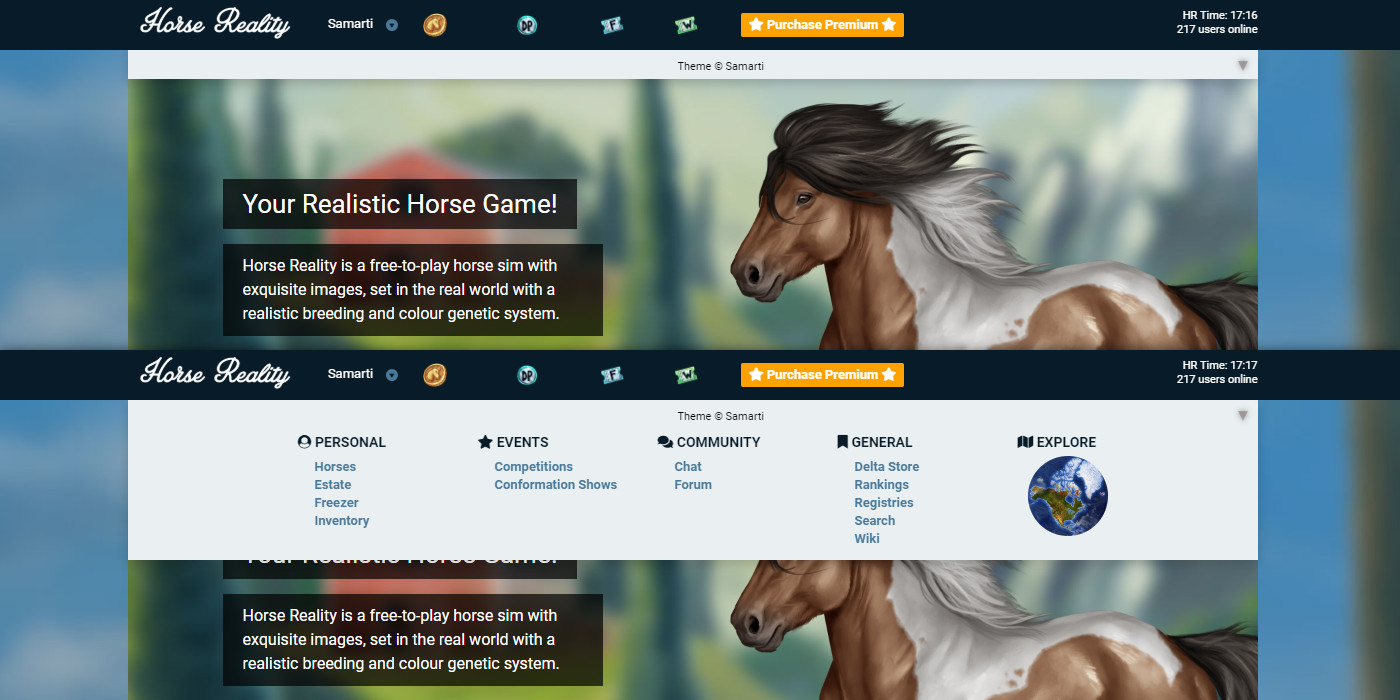 Horse Reality
Samarti
DP
F
W
Purchase Premium
HR Time: 17:16
217 users online
Theme © Samarti
Your Realistic Horse Game!
Horse Reality is a free-to-play horse sim with
exquisite images, set in the real world with a
realistic breeding and colour genetic system.
Horse Reality
Samarti
DP
F
W
Purchase Premium
HR Time: 17:17
217 users online
Theme © Samarti
PERSONAL
Horses
Estate
Freezer
Inventory
EVENTS
Competitions
Conformation Shows
COMMUNITY
Chat
Forum
GENERAL
Delta Store
Rankings
Registries
Search
Wiki
EXPLORE
Your Realistic Horse Game!
Horse Reality is a free-to-play horse sim with
exquisite images, set in the real world with a
realistic breeding and colour genetic system.